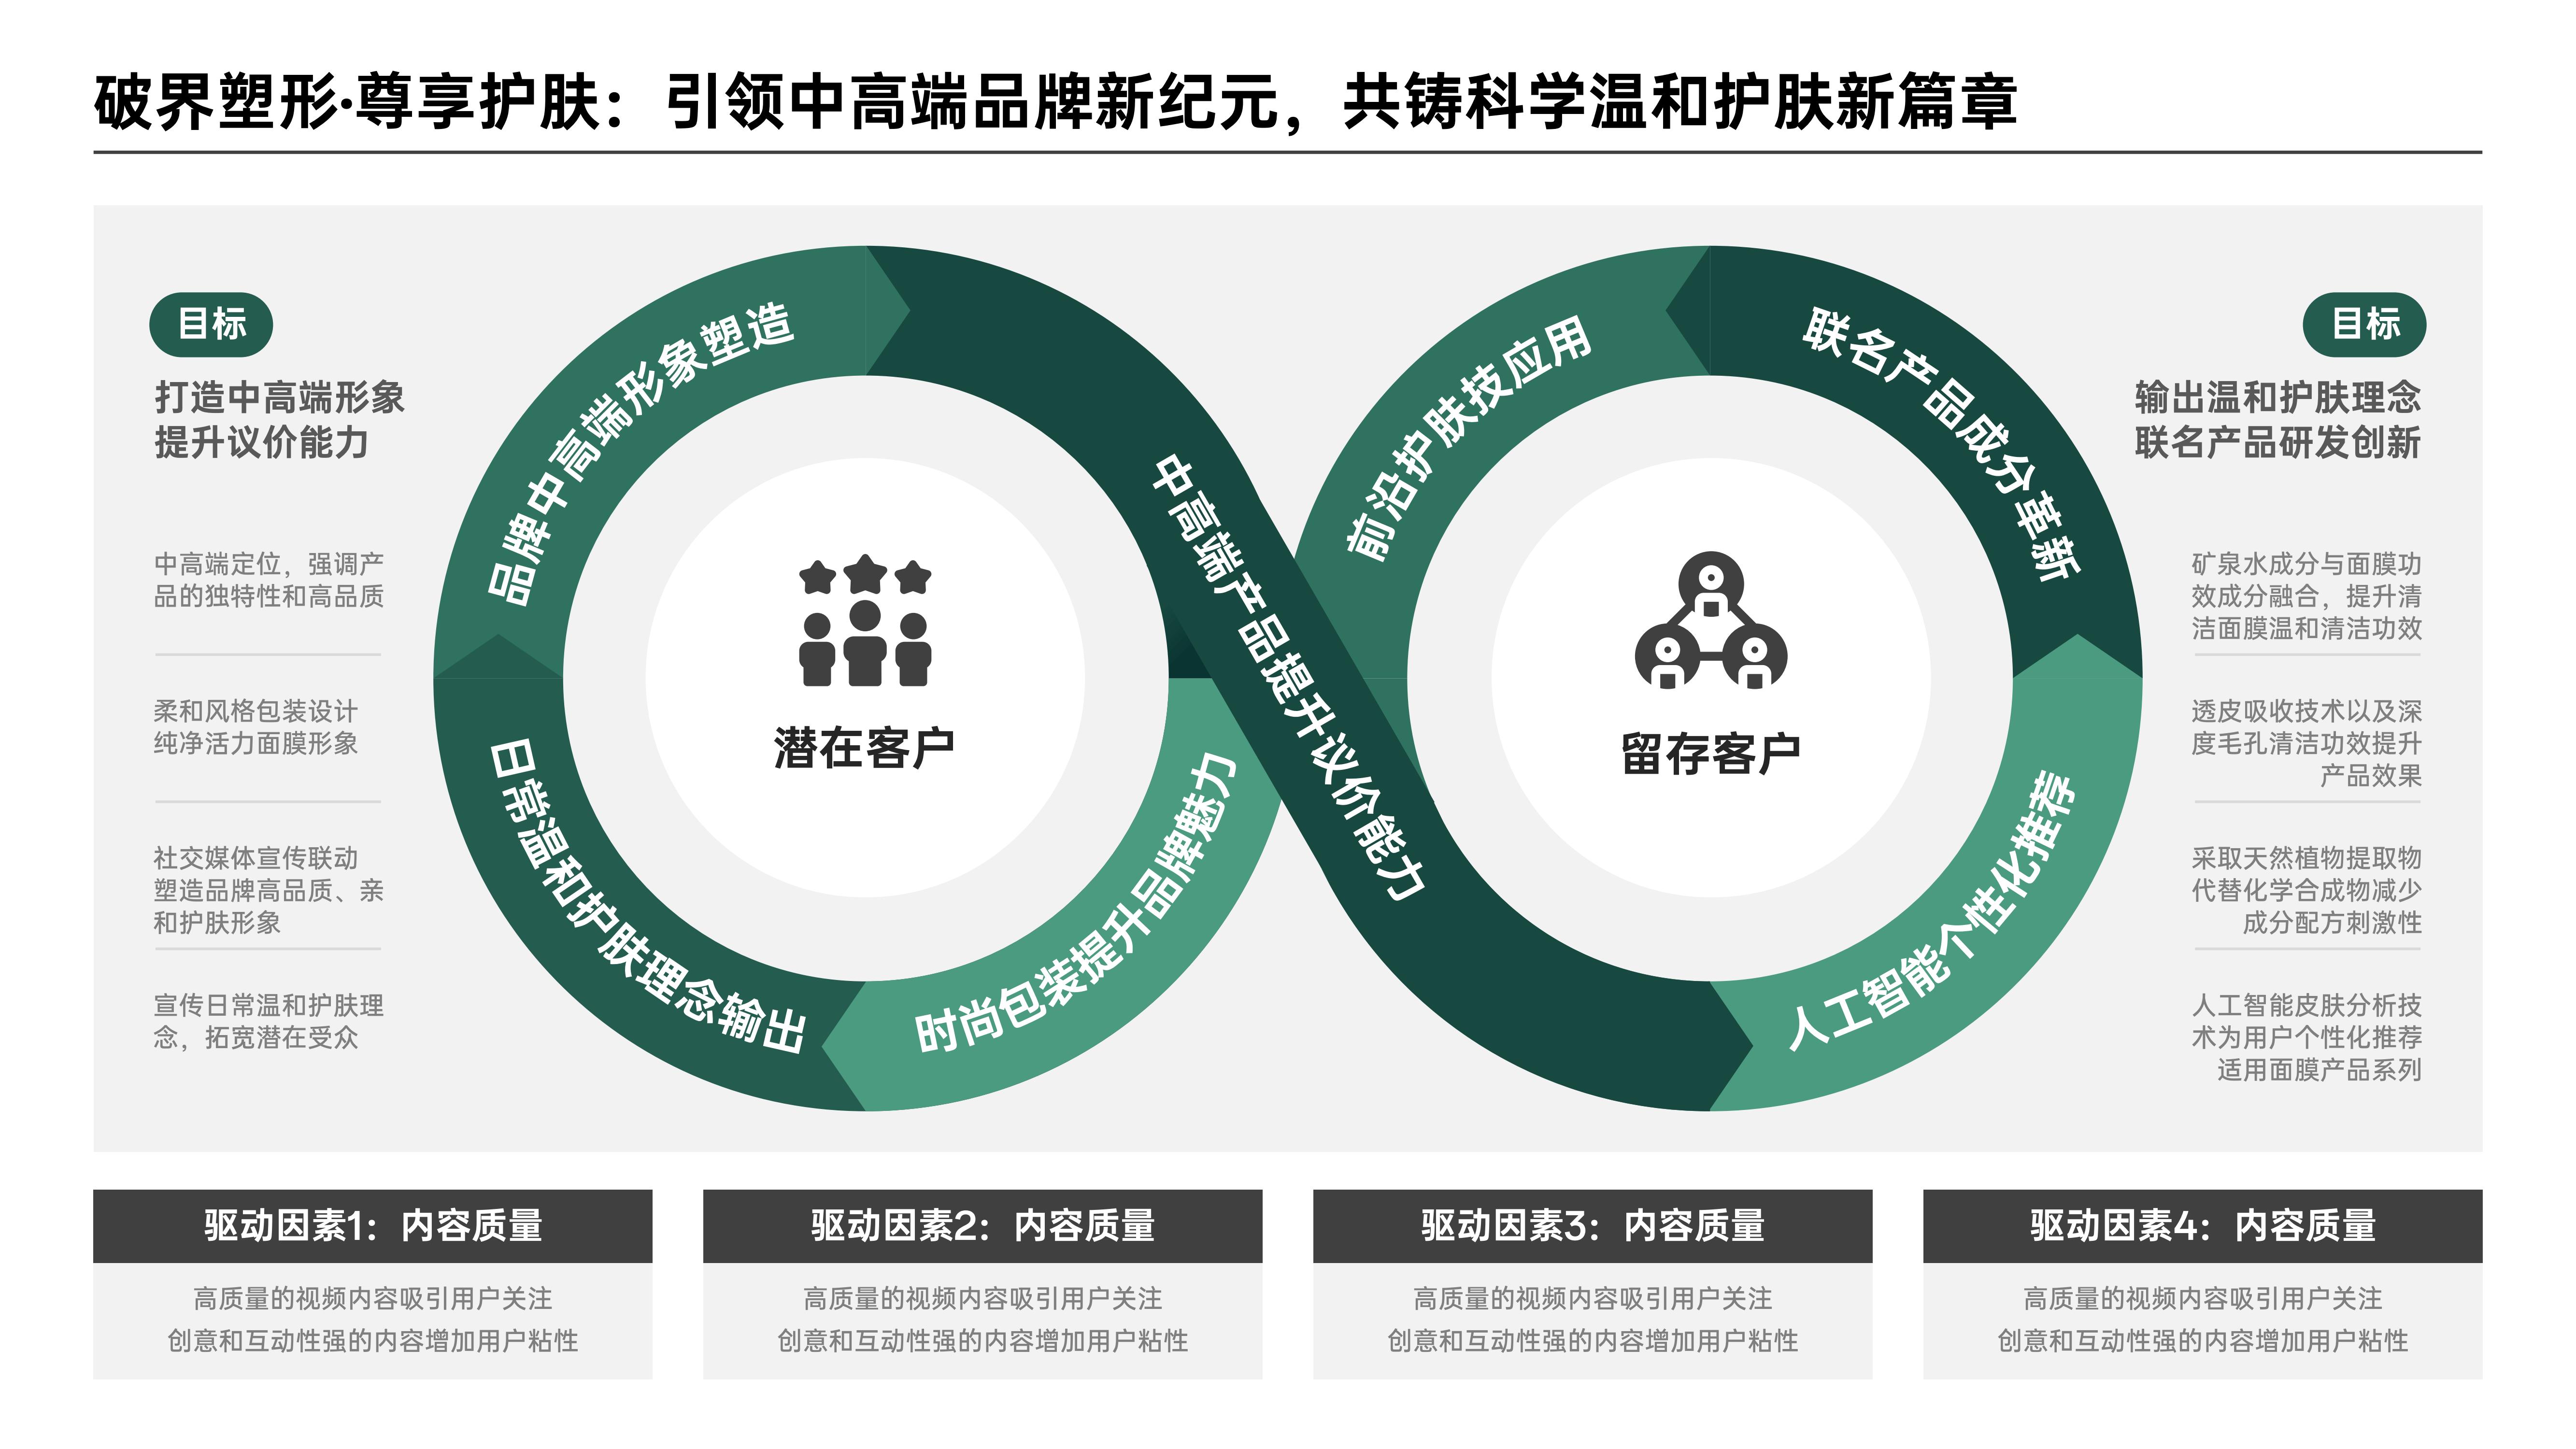 破界塑形·尊享护肤：引领中高端品牌新纪元，共铸科学温和护肤新篇章
目标
打造中高端形象
提升议价能力
中高端定位，强调产
品的独特性和高品质
柔和风格包装设计
纯净活力面膜形象
社交媒体宣传联动
塑造品牌高品质、亲
和护肤形象
宣传日常温和护肤理
念，拓宽潜在受众
品牌中高端形象塑造
中高端产品提升议价能力
时尚包装提升品牌魅力
日常温和护肤理念输出
潜在客户
前沿护肤技应用
联名产品成分革新
人工智能个性化推荐
留存客户
目标
输出温和护肤理念
联名产品研发创新
矿泉水成分与面膜功
效成分融合，提升清
洁面膜温和清洁功效
透皮吸收技术以及深
度毛孔清洁功效提升
产品效果
采取天然植物提取物
代替化学合成物减少
成分配方刺激性
人工智能皮肤分析技
术为用户个性化推荐
适用面膜产品系列
驱动因素1：内容质量
高质量的视频内容吸引用户关注
创意和互动性强的内容增加用户粘性
驱动因素2：内容质量
高质量的视频内容吸引用户关注
创意和互动性强的内容增加用户粘性
驱动因素3：内容质量
高质量的视频内容吸引用户关注
创意和互动性强的内容增加用户粘性
驱动因素4：内容质量
高质量的视频内容吸引用户关注
创意和互动性强的内容增加用户粘性